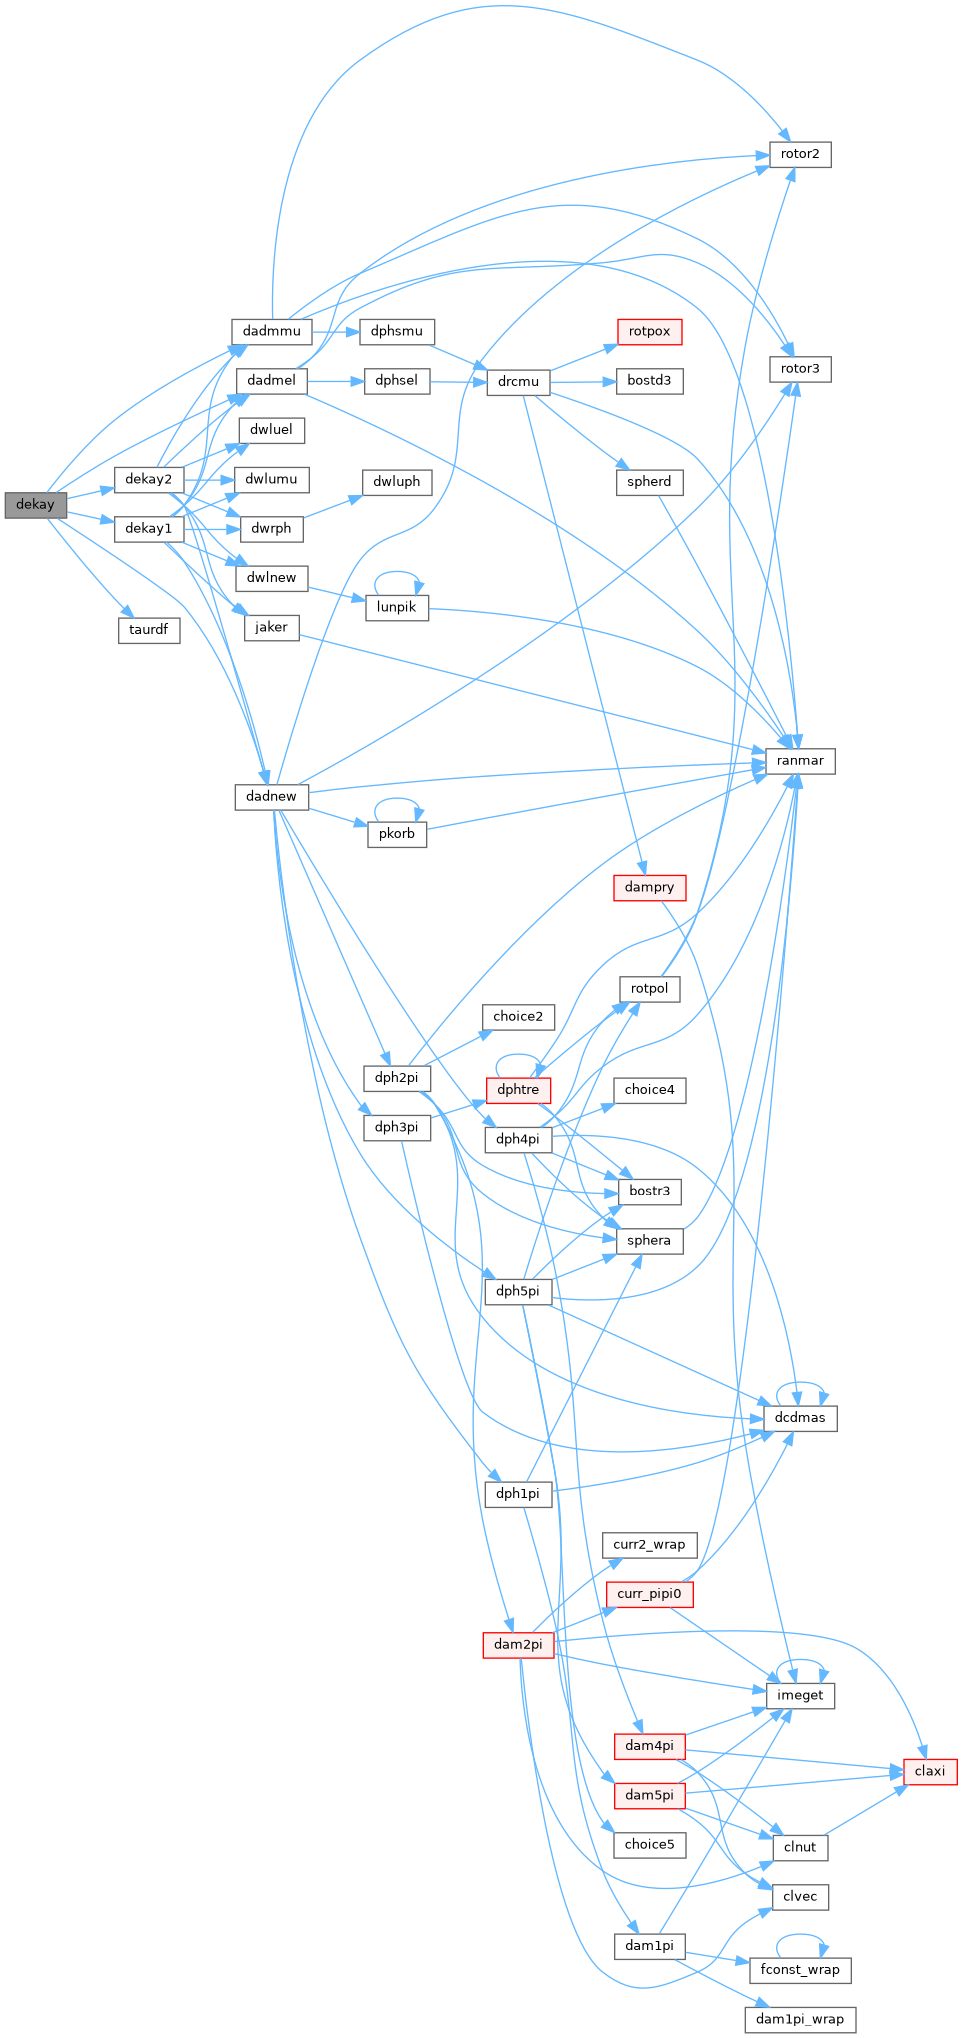 rotor2
dadmmu
dphsmu
rotpox
rotor3
dadmel
dphsel
drcmu
bostd3
dwluel
dekay2
dwlumu
dwluph
spherd
dekay
dekay1
dwrph
dwlnew
lunpik
taurdf
jaker
ranmar
dadnew
pkorb
dampry
rotpol
choice2
dph2pi
dphtre
choice4
dph3pi
dph4pi
bostr3
sphera
dph5pi
dcdmas
dph1pi
curr2_wrap
curr_pipi0
dam2pi
imeget
dam4pi
claxi
dam5pi
choice5
clnut
clvec
dam1pi
fconst_wrap
dam1pi_wrap